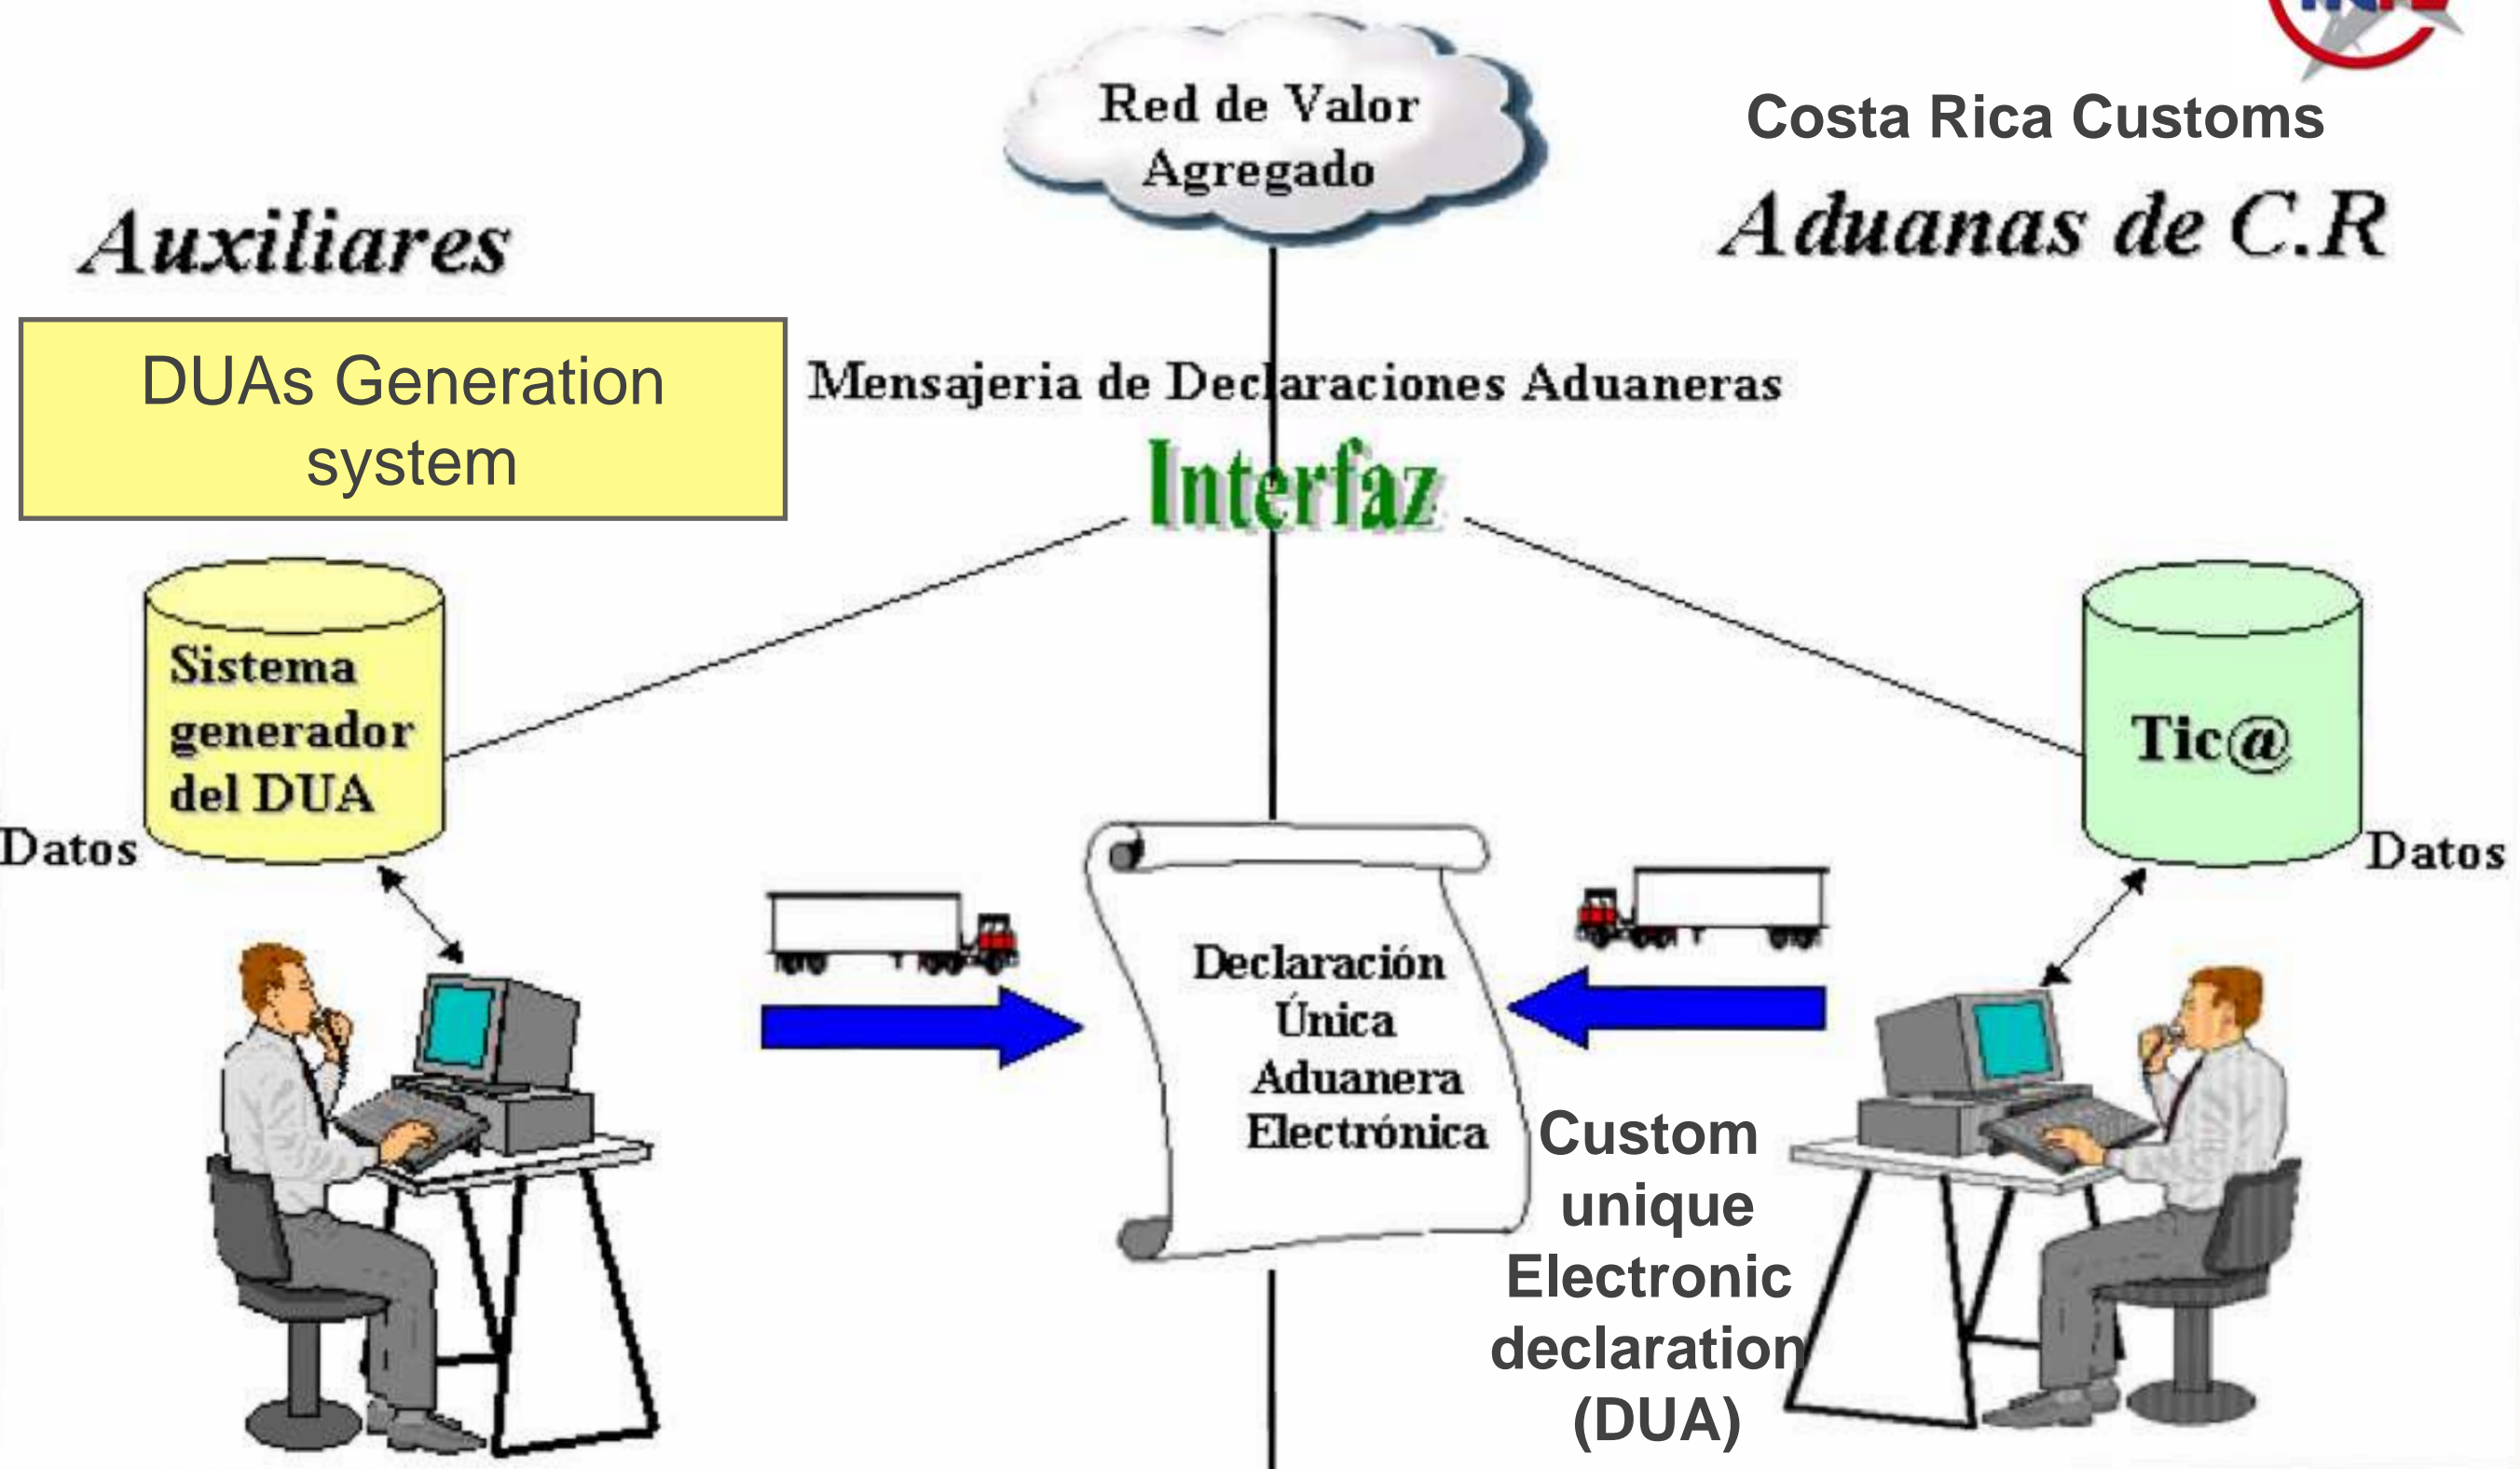 Red de Valor
Agregado
Costa Rica Customs
Aduanas de C.R
Auxiliares
DUAs Generation
system
Mensajeria de Declaraciones Aduaneras
Interfaz
Sistema
generador
del DUA
Datos
Tic@
Datos
Declaración
Única
Aduanera
Electrónica
Custom
unique
Electronic
declaration
(DUA)